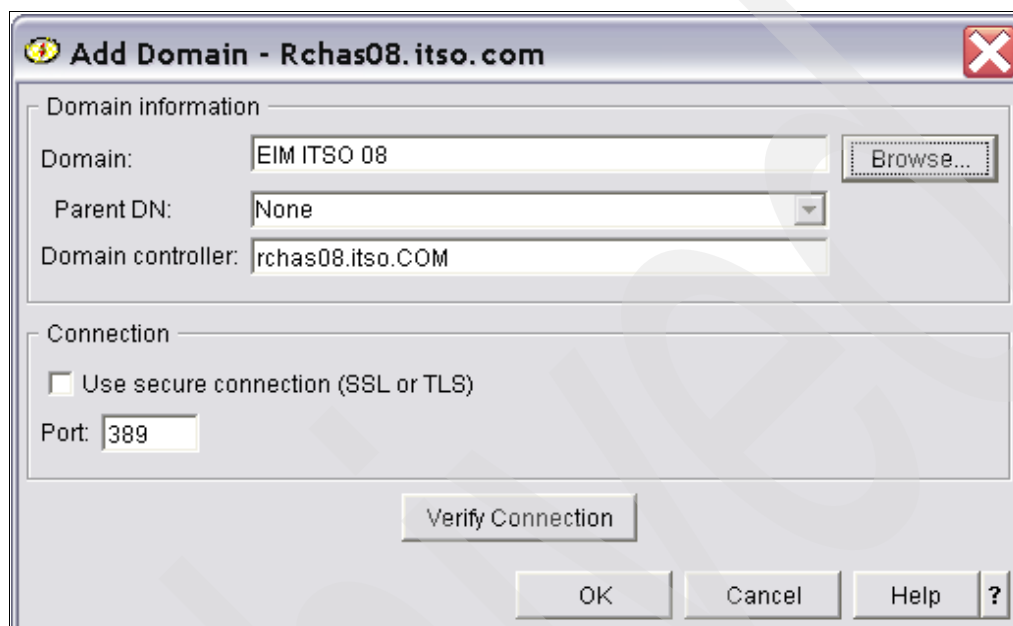 Add Domain - Rchas08.itso.com
Domain information
Domain: EIM ITSO 08 Browse...
Parent DN: None
Domain controller: rchas08.itso.COM
Connection
Use secure connection (SSL or TLS)
Port: 389
Verify Connection
OK Cancel Help ?